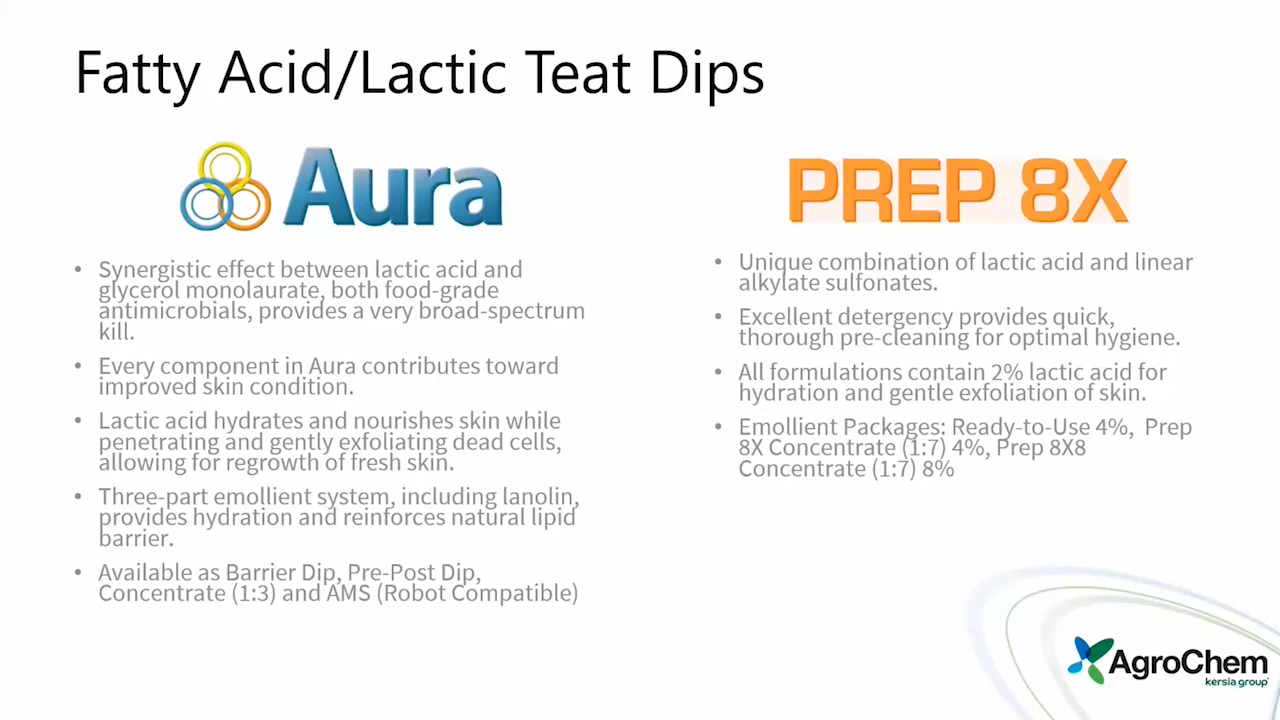 Fatty Acid/Lactic Teat Dips
Aura
• Synergistic effect between lactic acid and
glycerol monolaurate, both food-grade
antimicrobials, provides a very broad-spectrum
kill.
• Every component in Aura contributes toward
improved skin condition.
• Lactic acid hydrates and nourishes skin while
penetrating and gently exfoliating dead cells,
allowing for regrowth of fresh skin.
• Three-part emollient system, including lanolin,
provides hydration and reinforces natural lipid
barrier.
• Available as Barrier Dip, Pre-Post Dip,
Concentrate (1:3) and AMS (Robot Compatible)
PREP 8X
• Unique combination of lactic acid and linear
alkylate sulfonates.
• Excellent detergency provides quick,
thorough pre-cleaning for optimal hygiene.
• All formulations contain 2% lactic acid for
hydration and gentle exfoliation of skin.
• Emollient Packages: Ready-to-Use 4%,  Prep
8X Concentrate (1:7) 4%, Prep 8X8
Concentrate (1:7) 8%
AgroChem
kersia group